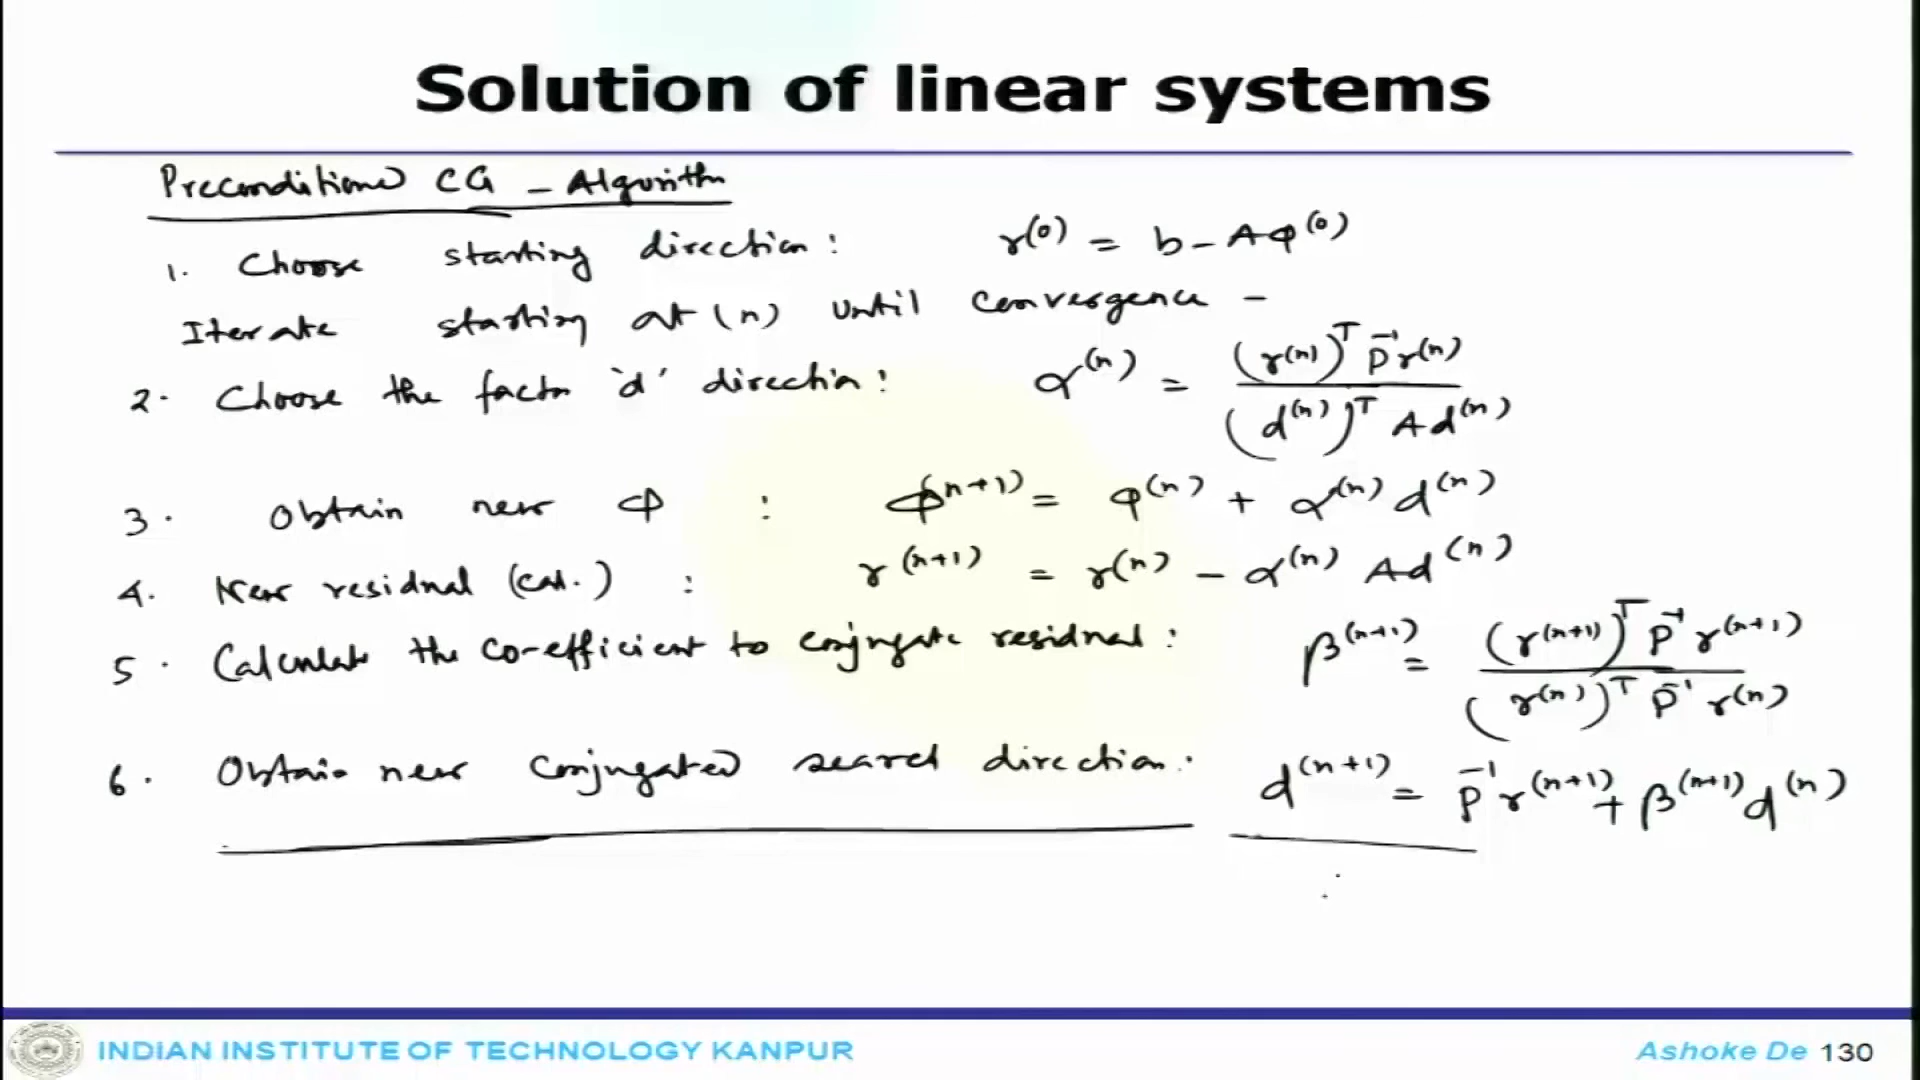 Solution of linear systems
Preconditioned CG - Algorithm
1. Choose starting direction : r^(0) = b - Aφ^(0)
Iterate starting at (n) until convergence -
2. Choose the factor 'd' direction : α^(n) = (r^(n))^T P^-1 r^(n) / (d^(n))^T A d^(n)
3. Obtain new φ : φ^(n+1) = φ^(n) + α^(n) d^(n)
4. New residual (cal.) : r^(n+1) = r^(n) - α^(n) A d^(n)
5. Calculate the co-efficient to conjugate residual : β^(n+1) = (r^(n+1))^T P^-1 r^(n+1) / (r^(n))^T P^-1 r^(n)
6. Obtain new conjugated search direction : d^(n+1) = P^-1 r^(n+1) + β^(n+1) d^(n)
INDIAN INSTITUTE OF TECHNOLOGY KANPUR
Ashoke De 130